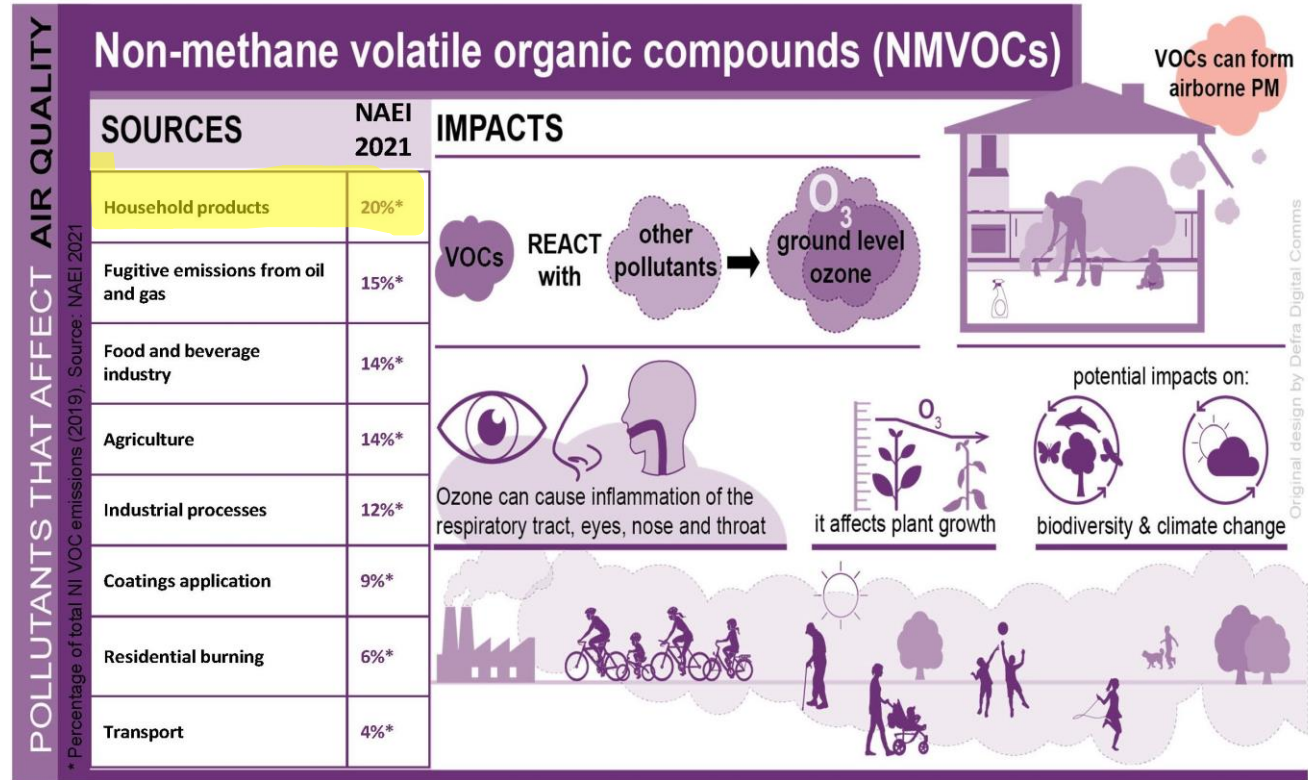 POLLUTANTS THAT AFFECT AIR QUALITY
* Percentage of total NI VOC emissions (2019). Source: NAEI 2021
Non-methane volatile organic compounds (NMVOCs)
SOURCES
NAEI
2021
Household products 20%*
Fugitive emissions from oil
and gas 15%*
Food and beverage
industry 14%*
Agriculture 14%*
Industrial processes 12%*
Coatings application 9%*
Residential burning 6%*
Transport 4%*
IMPACTS
VOCs
REACT
with
other
pollutants
O3
ground level
ozone
VOCs can form
airborne PM
Ozone can cause inflammation of the
respiratory tract, eyes, nose and throat
O3
it affects plant growth
potential impacts on:
biodiversity & climate change
Original design by Defra Digital Comms